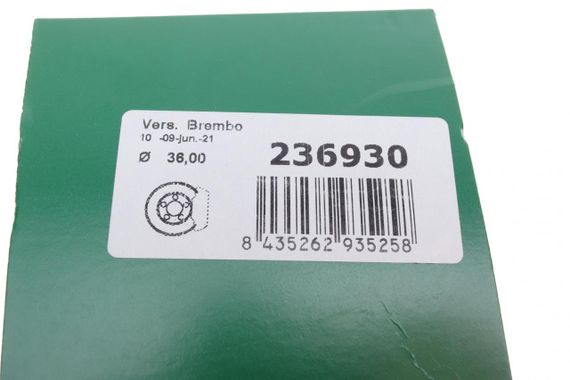 Vers. Brembo
10 -09-jun.-21
Ø 36,00
236930
8 435262 935258